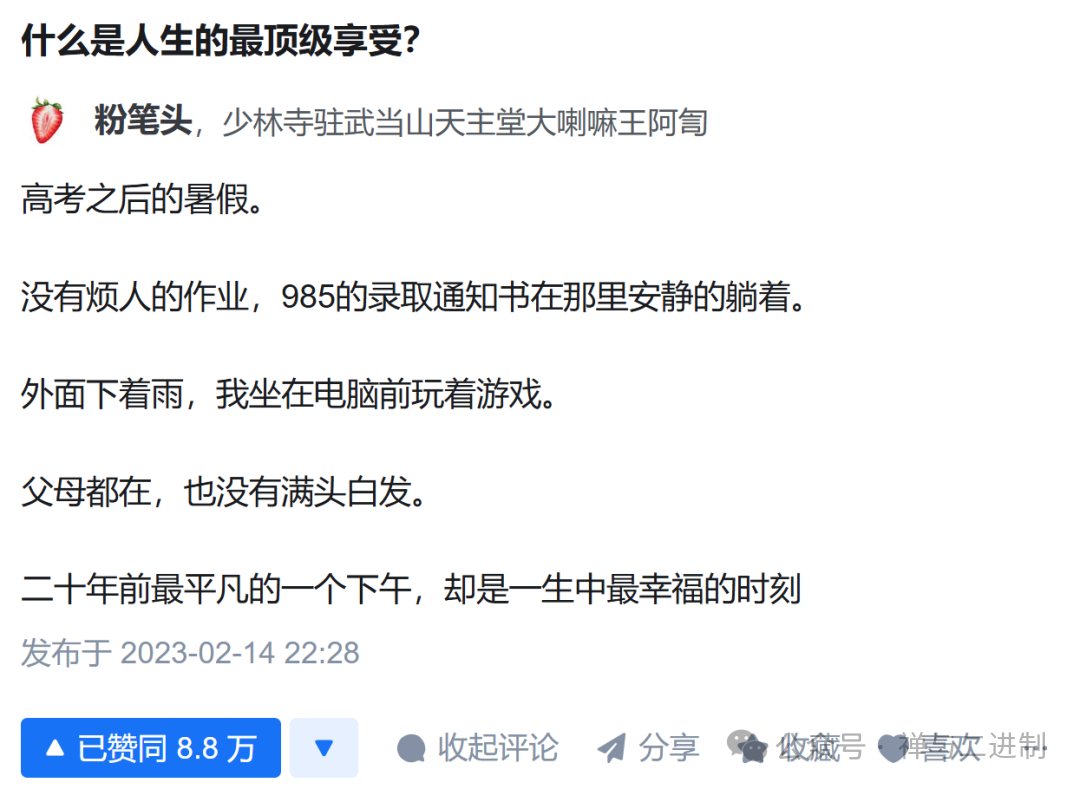 什么是人生的最顶级享受?
粉笔头，少林寺驻武当山天主堂大喇嘛王阿訇
高考之后的暑假。
没有烦人的作业，985的录取通知书在那里安静的躺着。
外面下着雨，我坐在电脑前玩着游戏。
父母都在，也没有满头白发。
二十年前最平凡的一个下午，却是一生中最幸福的时刻
发布于 2023-02-14 22:28
已赞同 8.8 万 收起评论 分享 收藏 喜欢
公众号 · 禅与二进制